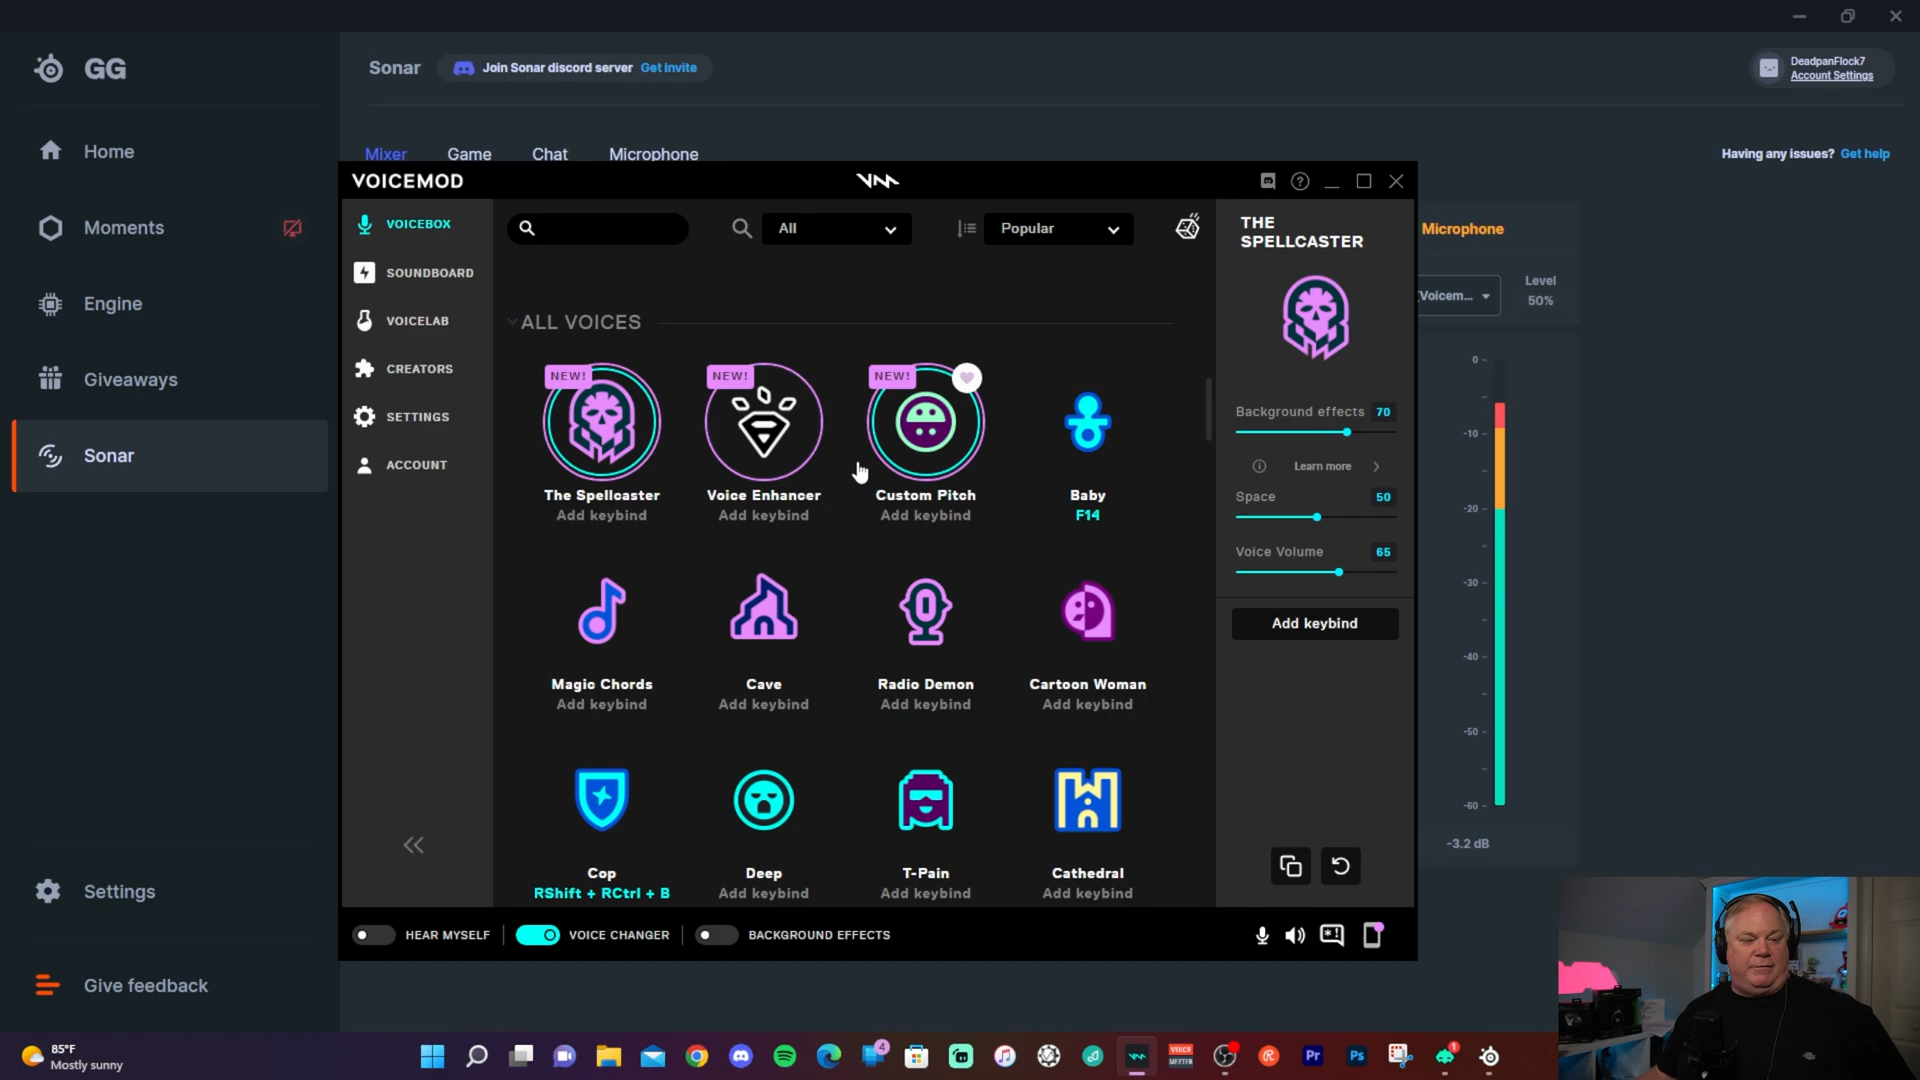 GG
Home
Moments
Engine
Giveaways
Sonar
Settings
Give feedback
Sonar
Join Sonar discord server Get invite
DeadpanFlock7
Account Settings
Mixer
Game
Chat
Microphone
Having any issues? Get help
VOICEMOD
VOICEBOX
SOUNDBOARD
VOICELAB
CREATORS
SETTINGS
ACCOUNT
All
Popular
ALL VOICES
NEW!
NEW!
NEW!
The Spellcaster
Add keybind
Voice Enhancer
Add keybind
Custom Pitch
Add keybind
Baby
F14
Magic Chords
Add keybind
Cave
Add keybind
Radio Demon
Add keybind
Cartoon Woman
Add keybind
Cop
RShift + RCtrl + B
Deep
Add keybind
T-Pain
Add keybind
Cathedral
Add keybind
THE
SPELLCASTER
Background effects 70
Learn more
Space 50
Voice Volume 65
Add keybind
HEAR MYSELF
VOICE CHANGER
BACKGROUND EFFECTS
Microphone
(Voicem...
Level
50%
0
-10
-20
-30
-40
-50
-60
-3.2 dB
85°F
Mostly sunny
4
VOICE
MEETER
Pr
Ps
1